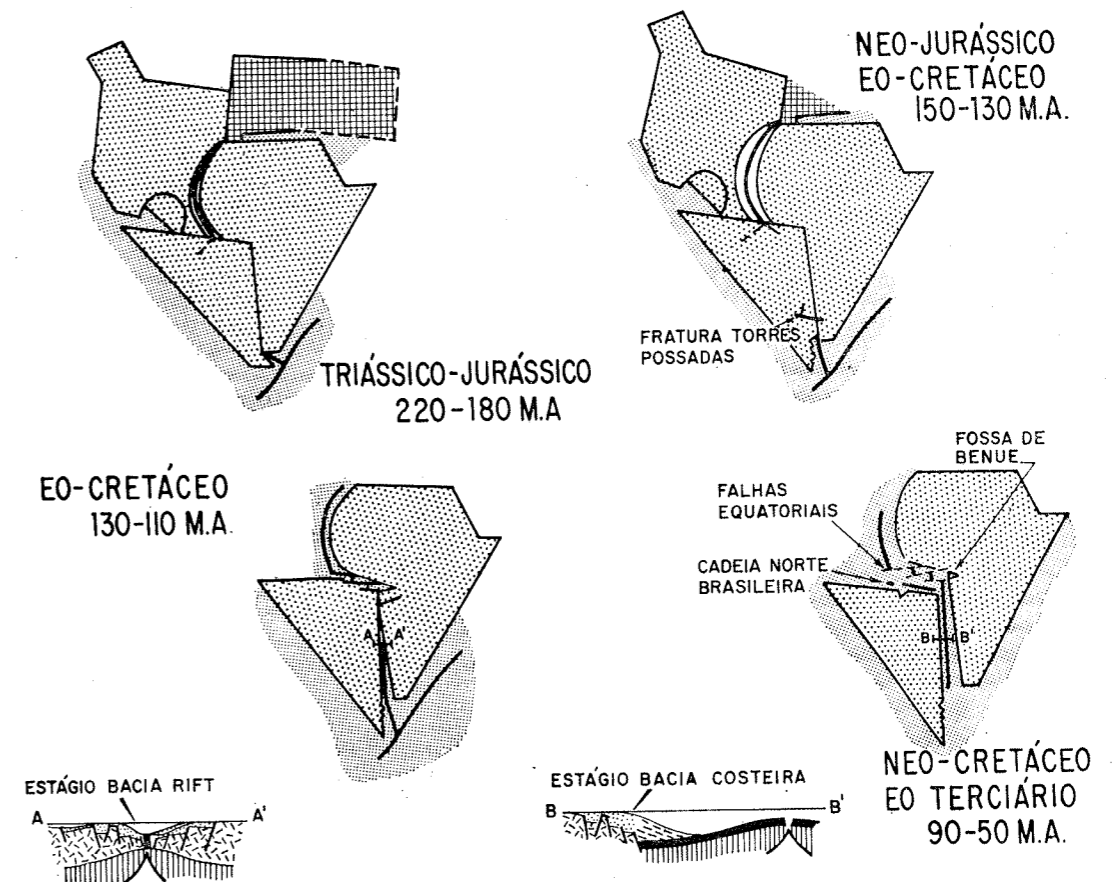 TRIÁSSICO-JURÁSSICO
220-180 M.A
NEO-JURÁSSICO
EO-CRETÁCEO
150-130 M.A.
FRATURA TORRES
POSSADAS
EO-CRETÁCEO
130-110 M.A.
A A'
ESTÁGIO BACIA RIFT
A A'
FOSSA DE
BENUE
FALHAS
EQUATORIAIS
CADEIA NORTE
BRASILEIRA
B B'
NEO-CRETÁCEO
EO TERCIÁRIO
90-50 M.A.
ESTÁGIO BACIA COSTEIRA
B B'